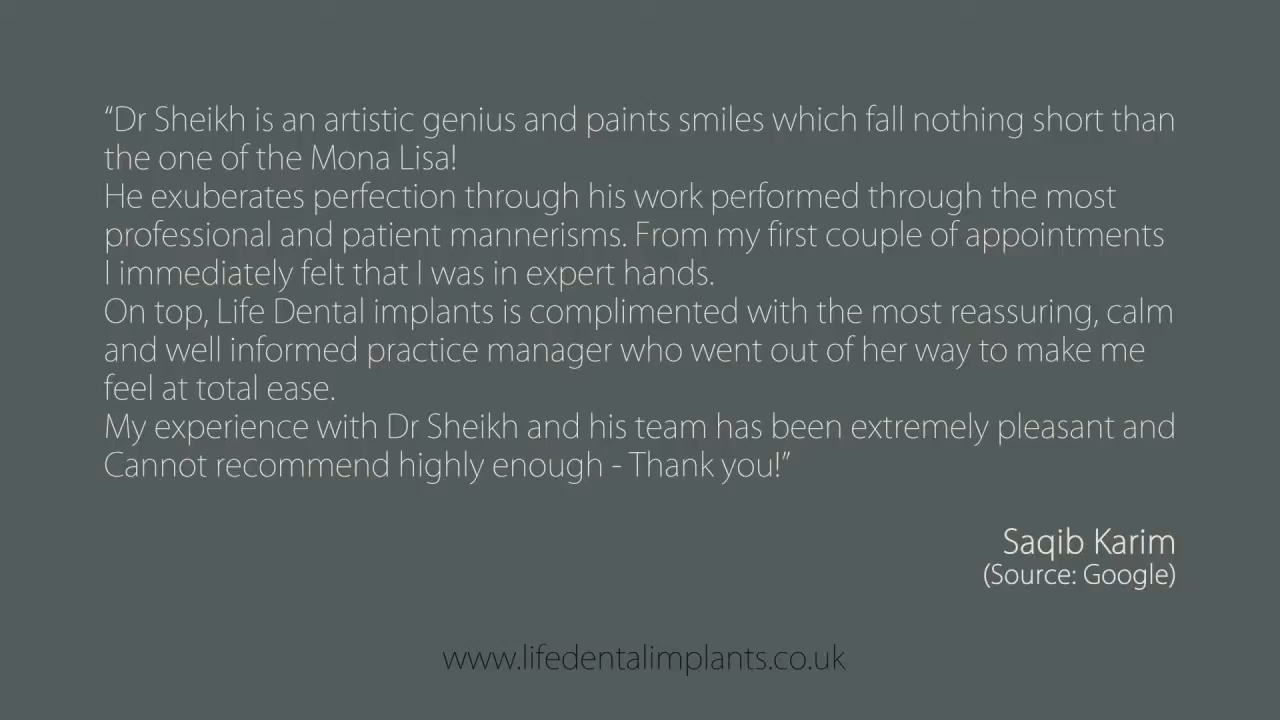 “Dr Sheikh is an artistic genius and paints smiles which fall nothing short than
the one of the Mona Lisa!
He exuberates perfection through his work performed through the most
professional and patient mannerisms. From my first couple of appointments
I immediately felt that I was in expert hands.
On top, Life Dental implants is complimented with the most reassuring, calm
and well informed practice manager who went out of her way to make me
feel at total ease.
My experience with Dr Sheikh and his team has been extremely pleasant and
Cannot recommend highly enough - Thank you!”
Saqib Karim
(Source: Google)
www.lifedentalimplants.co.uk